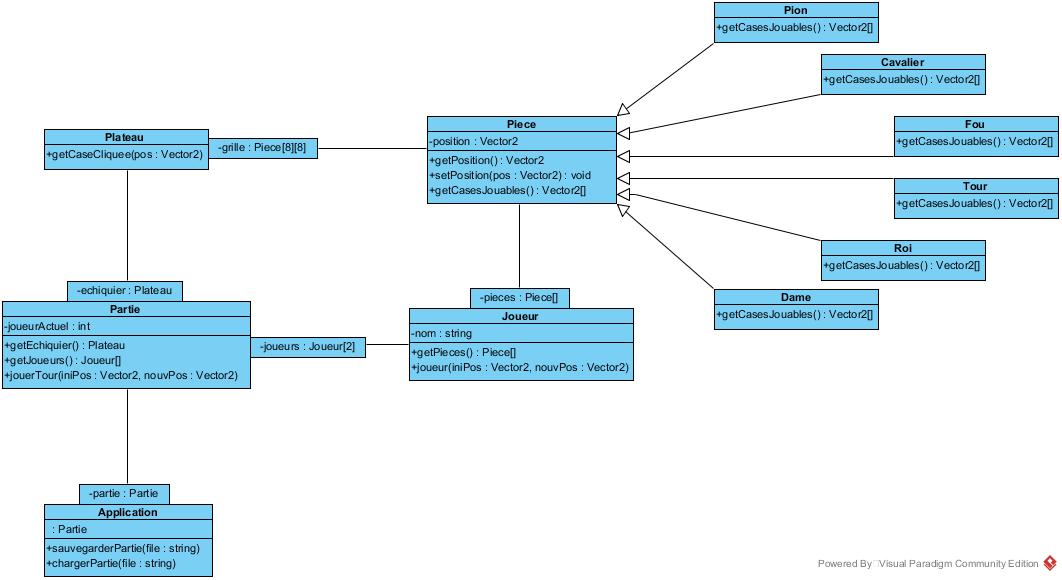 Pion
+getCasesJouables() : Vector2[]
Cavalier
+getCasesJouables() : Vector2[]
Fou
+getCasesJouables() : Vector2[]
Tour
+getCasesJouables() : Vector2[]
Roi
+getCasesJouables() : Vector2[]
Dame
+getCasesJouables() : Vector2[]
Piece
-position : Vector2
+getPosition() : Vector2
+setPosition(pos : Vector2) : void
+getCasesJouables() : Vector2[]
Plateau
+getCaseCliquee(pos : Vector2)
-grille : Piece[8][8]
-echiquier : Plateau
Partie
-joueurActuel : int
+getEchiquier() : Plateau
+getJoueurs() : Joueur[]
+jouerTour(iniPos : Vector2, nouvPos : Vector2)
-joueurs : Joueur[2]
-pieces : Piece[]
Joueur
-nom : string
+getPieces() : Piece[]
+joueur(iniPos : Vector2, nouvPos : Vector2)
-partie : Partie
Application
: Partie
+sauvegarderPartie(file : string)
+chargerPartie(file : string)
Powered By Visual Paradigm Community Edition